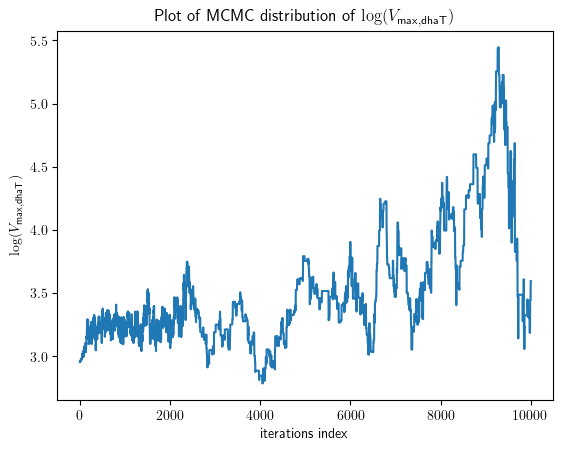 Plot of MCMC distribution of log(V_max,dhaT)
5.5
5.0
4.5
4.0
3.5
3.0
log(V_max,dhaT)
0 2000 4000 6000 8000 10000
iterations index